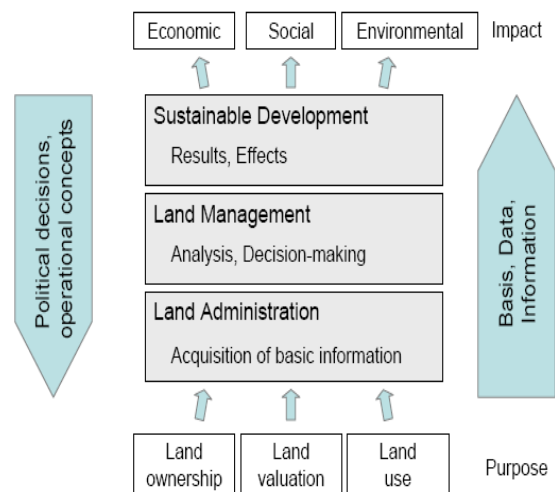 Economic
Social
Environmental
Impact
Political decisions,
operational concepts
Sustainable Development
Results, Effects
Land Management
Analysis, Decision-making
Land Administration
Acquisition of basic information
Basis, Data,
Information
Land
ownership
Land
valuation
Land
use
Purpose